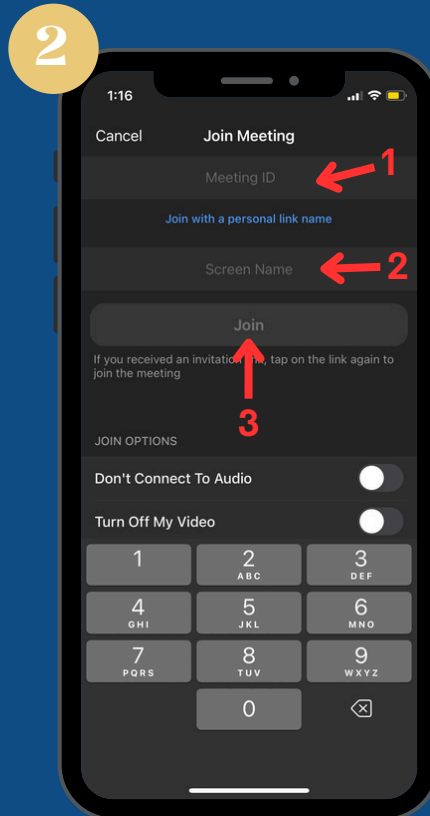 2
1:16
Cancel Join Meeting
Meeting ID 1
Join with a personal link name
Screen Name 2
Join
If you received an invitation , tap on the link again to
join the meeting
3
JOIN OPTIONS
Don't Connect To Audio
Turn Off My Video
1 2 3
ABC DEF
4 5 6
GHI JKL MNO
7 8 9
PQRS TUV WXYZ
0